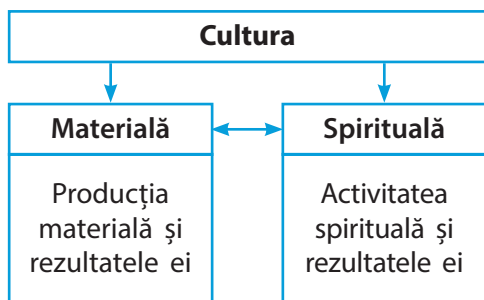 Cultura
Materială
Spirituală
Producția
materială și
rezultatele ei
Activitatea
spirituală și
rezultatele ei